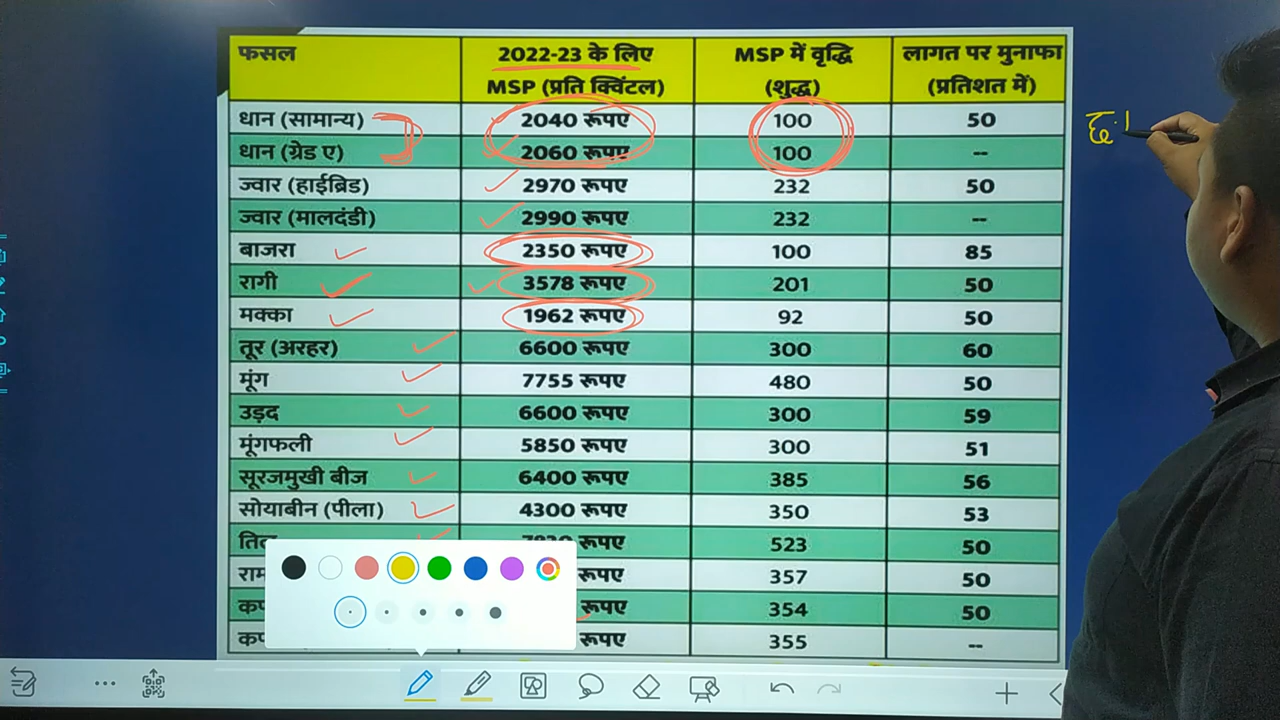 फसल 2022-23 के लिए MSP में वृद्धि लागत पर मुनाफा
MSP (प्रति क्विंटल) (शुद्ध) (प्रतिशत में)
धान (सामान्य) 2040 रूपए 100 50
धान (ग्रेड ए) 2060 रूपए 100 --
ज्वार (हाईब्रिड) 2970 रूपए 232 50
ज्वार (मालदंडी) 2990 रूपए 232 --
बाजरा 2350 रूपए 100 85
रागी 3578 रूपए 201 50
मक्का 1962 रूपए 92 50
तूर (अरहर) 6600 रूपए 300 60
मूंग 7755 रूपए 480 50
उड़द 6600 रूपए 300 59
मूंगफली 5850 रूपए 300 51
सूरजमुखी बीज 6400 रूपए 385 56
सोयाबीन (पीला) 4300 रूपए 350 53
रूपए 523 50
रूपए 357 50
रूपए 354 50
रूपए 355 --